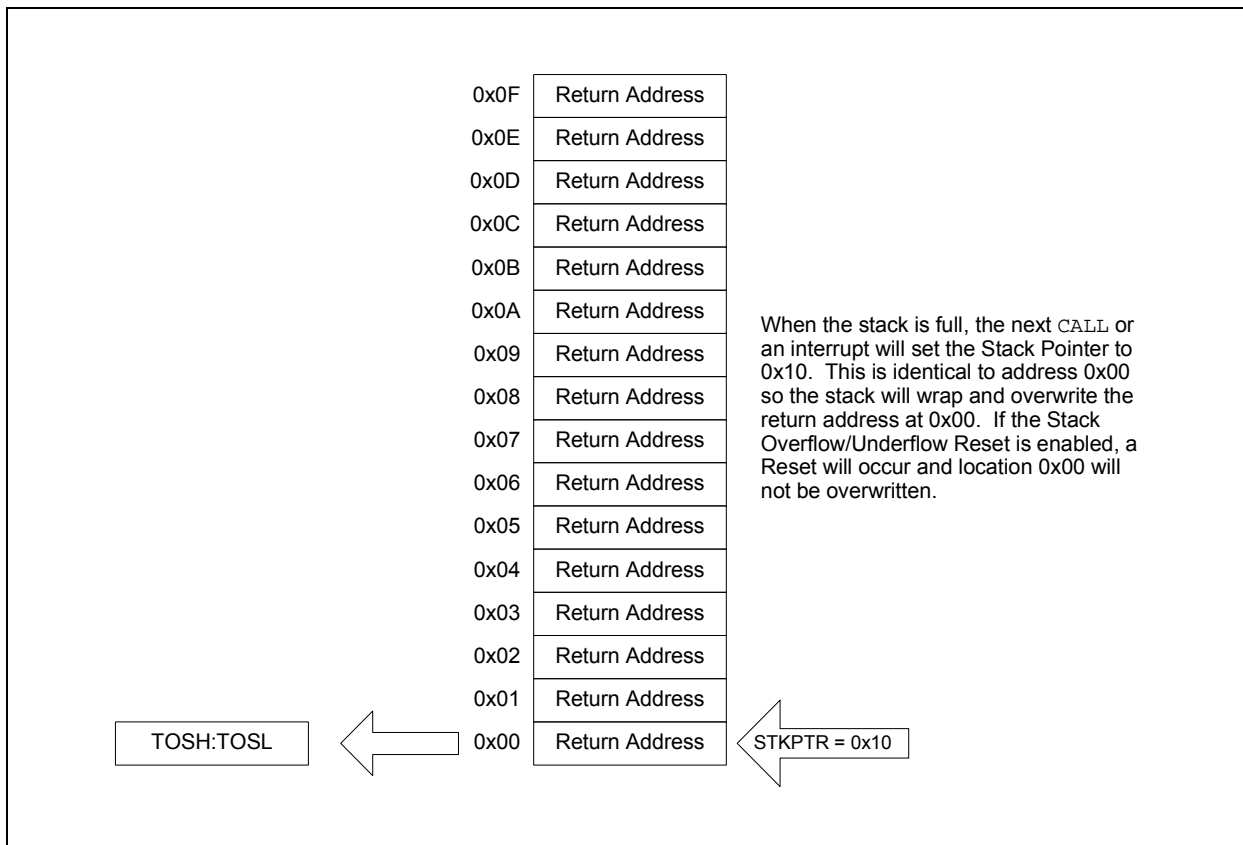 0x0F Return Address
0x0E Return Address
0x0D Return Address
0x0C Return Address
0x0B Return Address
0x0A Return Address
0x09 Return Address
0x08 Return Address
0x07 Return Address
0x06 Return Address
0x05 Return Address
0x04 Return Address
0x03 Return Address
0x02 Return Address
0x01 Return Address
TOSH:TOSL 0x00 Return Address STKPTR = 0x10
When the stack is full, the next CALL or
an interrupt will set the Stack Pointer to
0x10. This is identical to address 0x00
so the stack will wrap and overwrite the
return address at 0x00. If the Stack
Overflow/Underflow Reset is enabled, a
Reset will occur and location 0x00 will
not be overwritten.